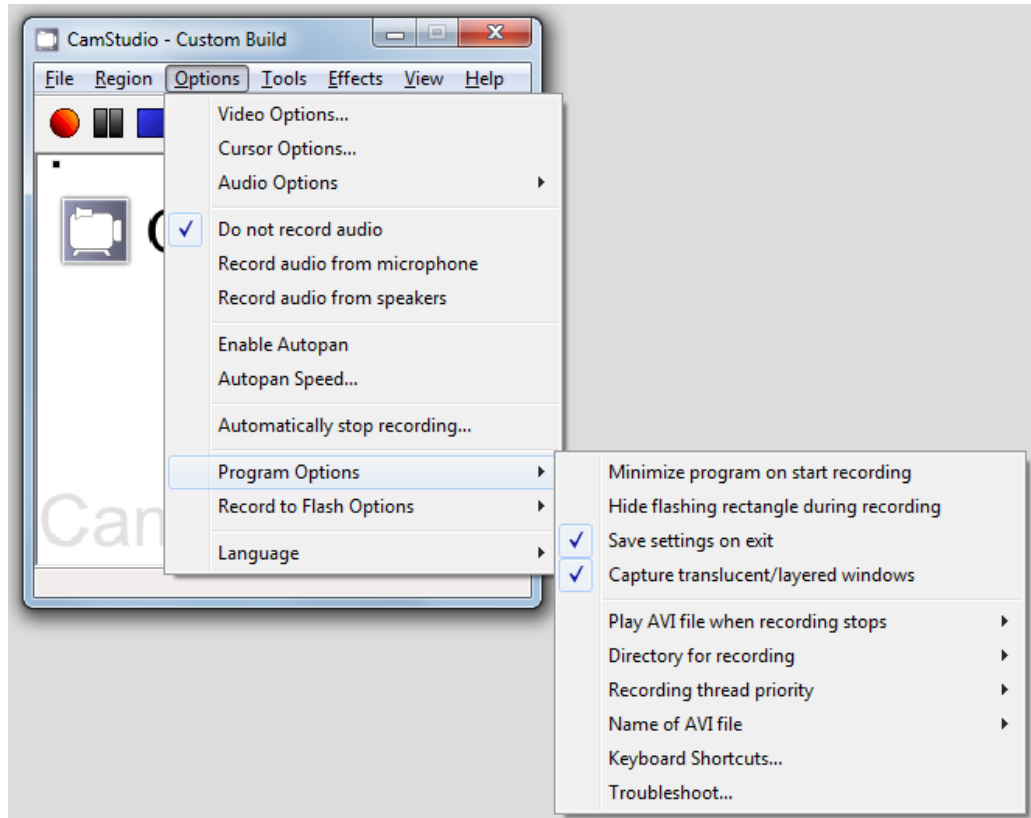 CamStudio - Custom Build
File Region Options Tools Effects View Help
Video Options...
Cursor Options...
Audio Options
Do not record audio
Record audio from microphone
Record audio from speakers
Enable Autopan
Autopan Speed...
Automatically stop recording...
Program Options
Record to Flash Options
Language
Minimize program on start recording
Hide flashing rectangle during recording
Save settings on exit
Capture translucent/layered windows
Play AVI file when recording stops
Directory for recording
Recording thread priority
Name of AVI file
Keyboard Shortcuts...
Troubleshoot...
Cam